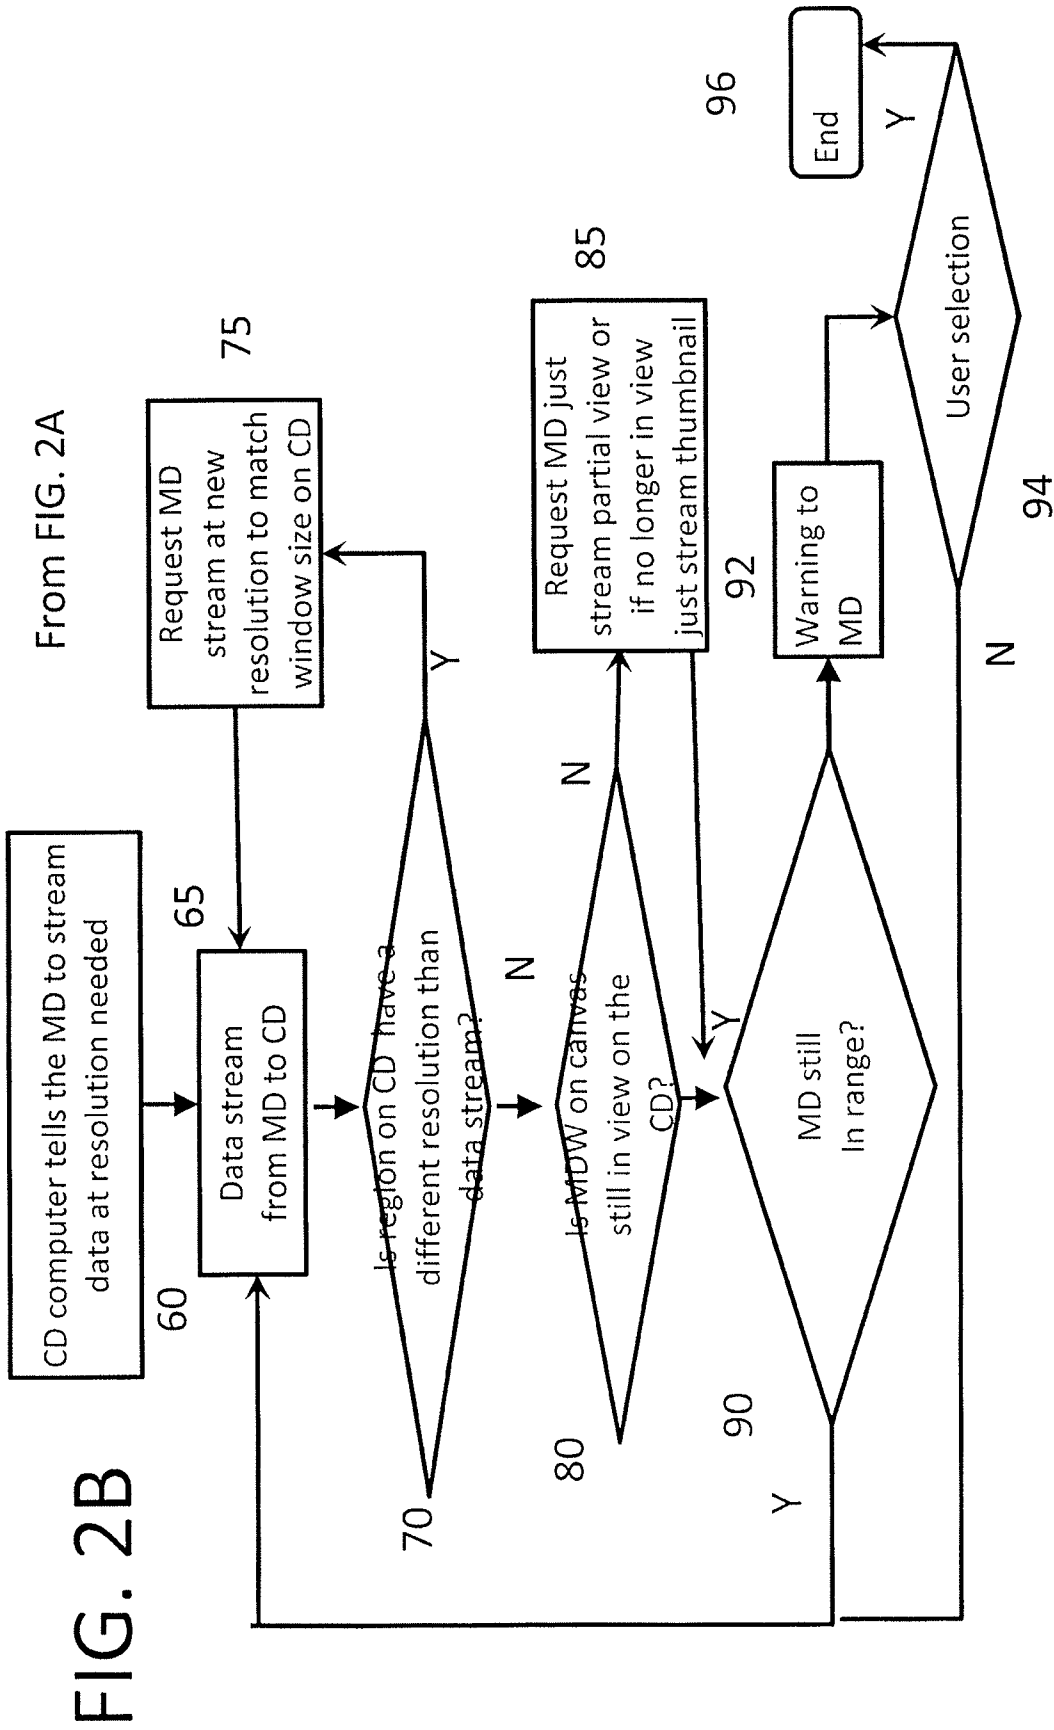 FIG. 2B
From FIG. 2A
CD computer tells the MD to stream
data at resolution needed
60
65
Data stream
from MD to CD
75
Request MD
stream at new
resolution to match
window size on CD
70
Is region on CD have a
different resolution than
data stream?
Y
N
80
Is MDW on canvas
still in view on the
CD?
N
Y
85
Request MD just
stream partial view or
if no longer in view
just stream thumbnail
90
MD still
In range?
Y
92
Warning to
MD
94
User selection
N
Y
96
End